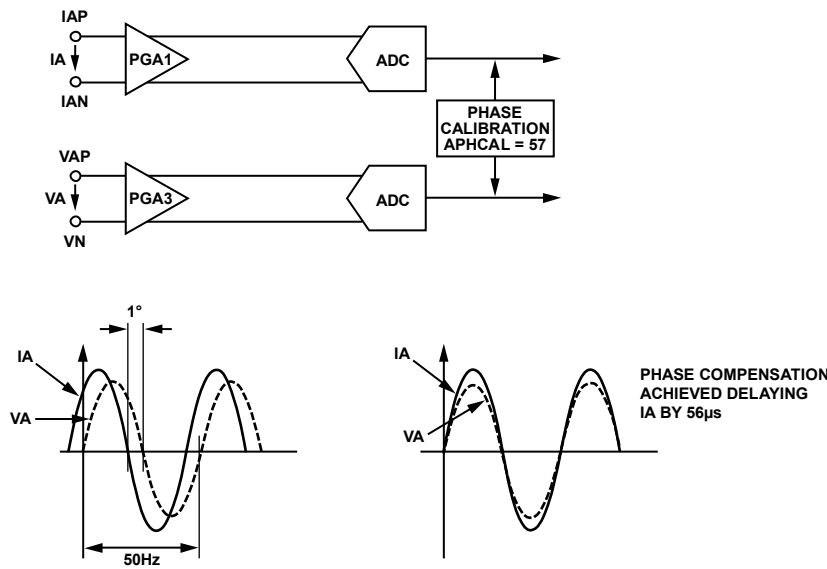 IAP
IA
PGA1
ADC
IAN
PHASE
CALIBRATION
APHCAL = 57
VAP
VA
PGA3
ADC
VN
1°
IA
VA
50Hz
IA
VA
PHASE COMPENSATION
ACHIEVED DELAYING
IA BY 56µs